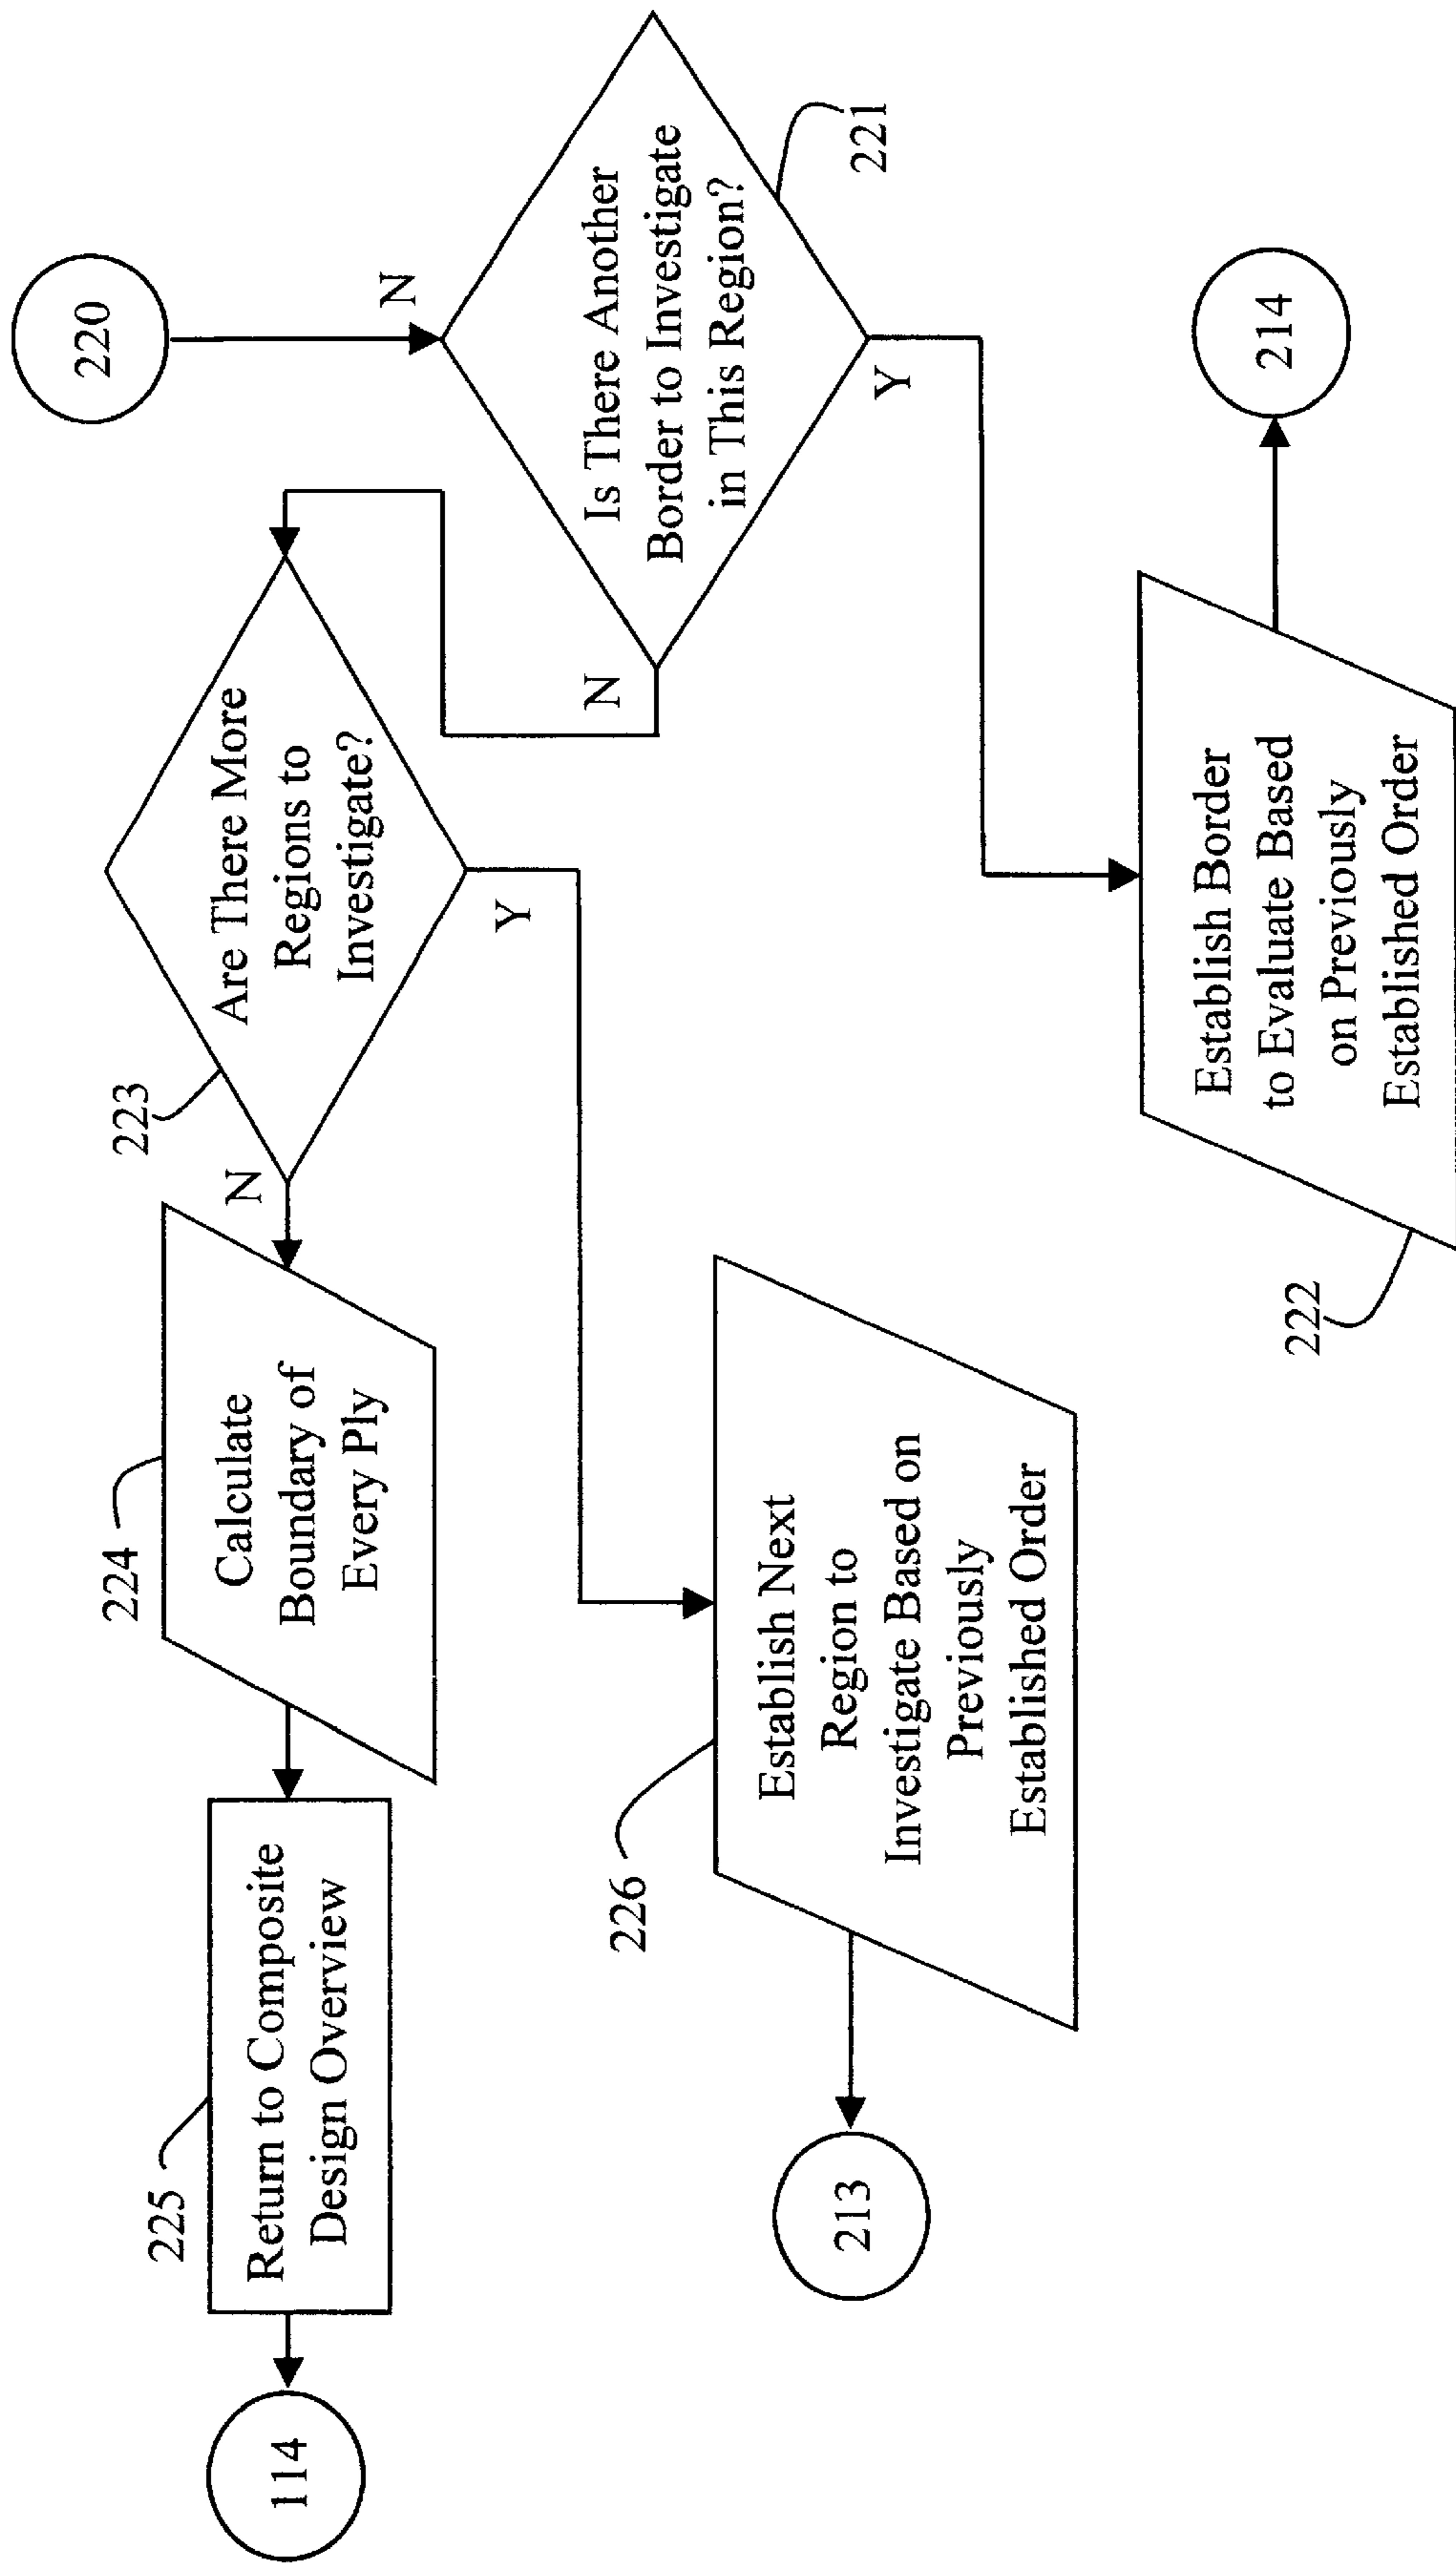 220
N
Is There Another
Border to Investigate
in This Region?
221
N
Y
Are There More
Regions to
Investigate?
223
N
Y
Calculate
Boundary of
Every Ply
224
Return to Composite
Design Overview
225
114
Establish Next
Region to
Investigate Based on
Previously
Established Order
226
213
Establish Border
to Evaluate Based
on Previously
Established Order
222
214